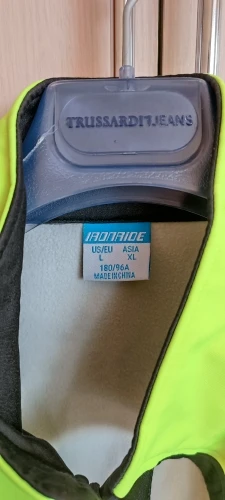 TRUSSARDI JEANS
IRONRIDE
US/EU ASIA
L XL
180/96A
MADE IN CHINA